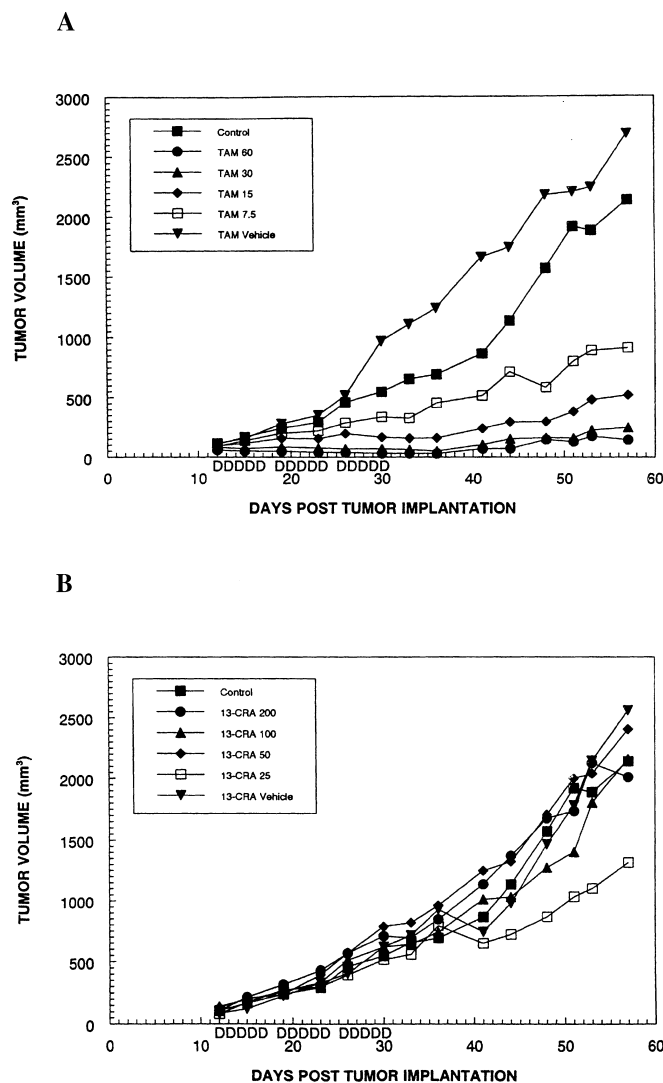 A
3000
2500
2000
1500
1000
500
0
TUMOR VOLUME (mm³)
Control
TAM 60
TAM 30
TAM 15
TAM 7.5
TAM Vehicle
DDDDD DDDDD DDDDD
0 10 20 30 40 50 60
DAYS POST TUMOR IMPLANTATION
B
3000
2500
2000
1500
1000
500
0
TUMOR VOLUME (mm³)
Control
13-CRA 200
13-CRA 100
13-CRA 50
13-CRA 25
13-CRA Vehicle
DDDDD DDDDD DDDDD
0 10 20 30 40 50 60
DAYS POST TUMOR IMPLANTATION